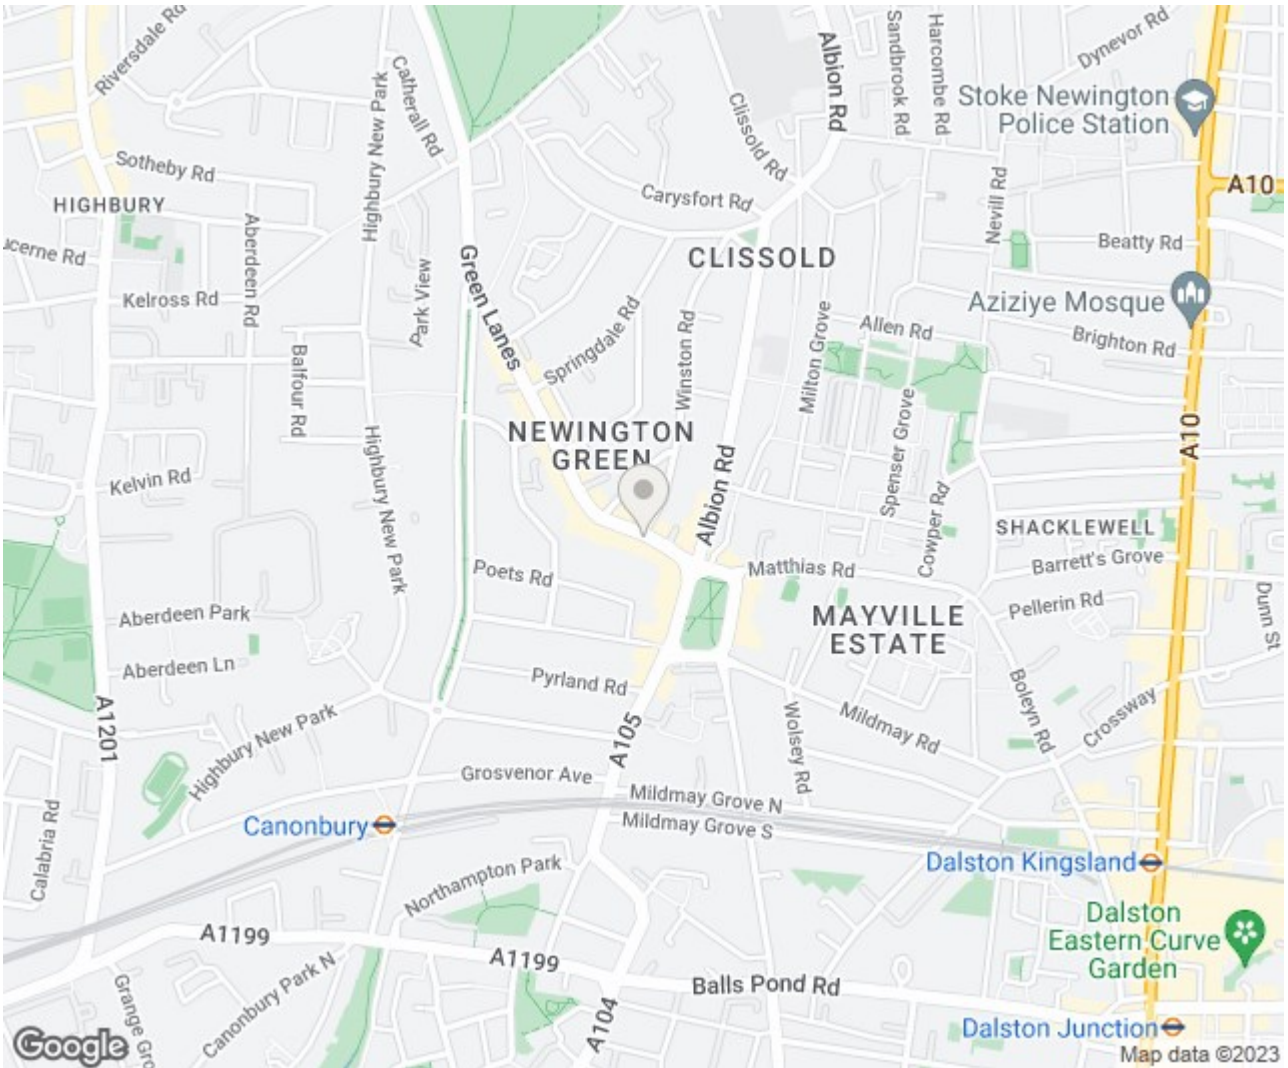 Riversdale Rd
Catherall Rd
Highbury New Park
Albion Rd
Sandbrook Rd
Harcombe Rd
Dynevor Rd
Stoke Newington
Police Station
Clissold Rd
Sotheby Rd
HIGHBURY
Carysfort Rd
Nevill Rd
A10
ucerne Rd
Aberdeen Rd
Park View
Green Lanes
CLISSOLD
Beatty Rd
Kelross Rd
Aziziye Mosque
Springdale Rd
Winston Rd
Milton Grove
Allen Rd
Brighton Rd
Balfour Rd
NEWINGTON
GREEN
Spenser Grove
A10
Kelvin Rd
Highbury New Park
Albion Rd
Cowper Rd
SHACKLEWELL
Barrett's Grove
Poets Rd
Matthias Rd
Pellerin Rd
Dunn St
Aberdeen Park
MAYVILLE
ESTATE
Aberdeen Ln
Pyrland Rd
Boleyn Rd
Crossway
A1201
Highbury New Park
A105
Wolsey Rd
Mildmay Rd
Grosvenor Ave
Mildmay Grove N
Canonbury
Mildmay Grove S
Calabria Rd
Dalston Kingsland
Northampton Park
Dalston
Eastern Curve
Garden
A1199
A1199
Balls Pond Rd
Grange Gro
Canonbury Park N
A104
Dalston Junction
Google
Map data ©2023